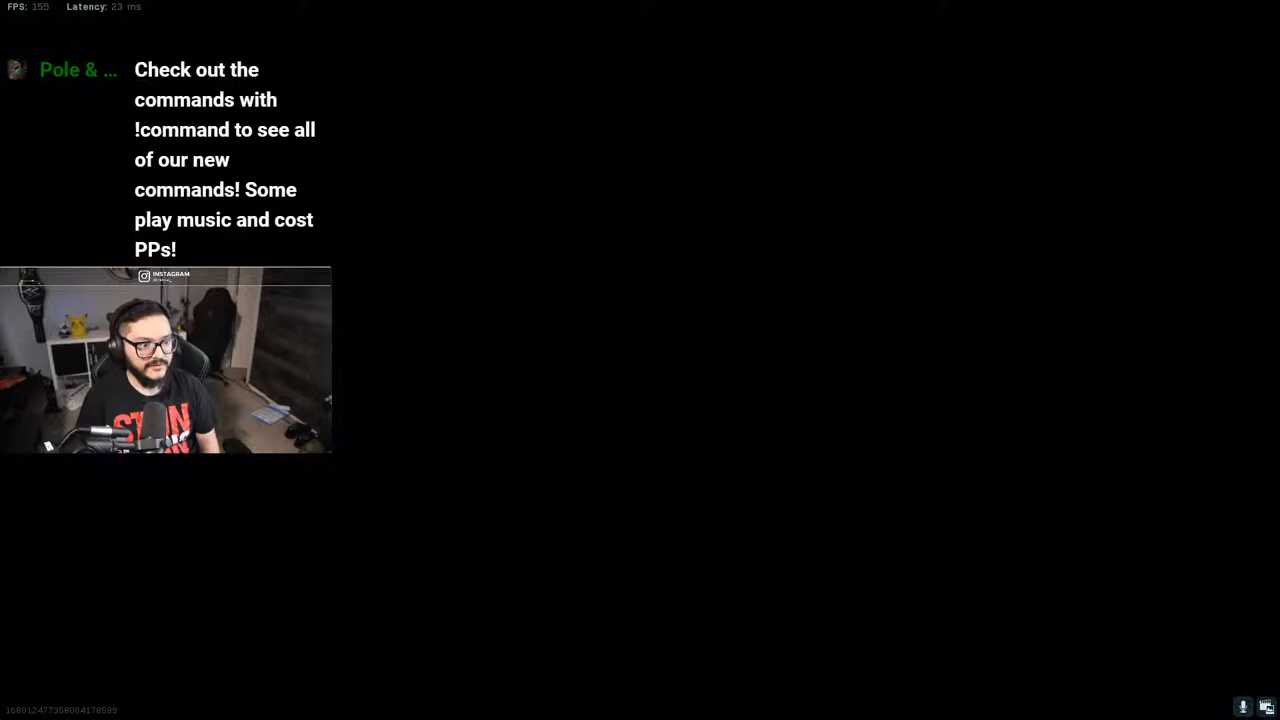 FPS: 155 Latency: 23 ms
Pole & ... Check out the
commands with
!command to see all
of our new
commands! Some
play music and cost
PPs!
INSTAGRAM